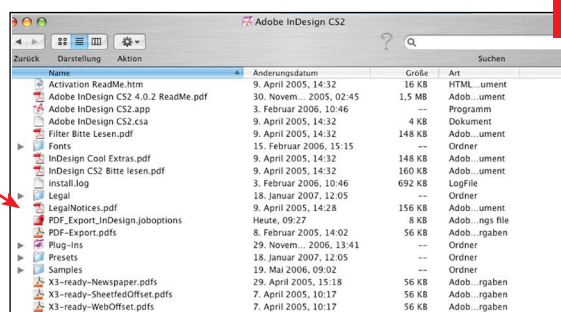 Adobe InDesign CS2
Zurück Darstellung Aktion Suchen
Name Änderungsdatum Größe Art
Activation ReadMe.htm 9. April 2005, 14:32 16 KB HTML...ument
Adobe InDesign CS2 4.0.2 ReadMe.pdf 30. Novem... 2005, 02:45 1,5 MB Adob...ument
Adobe InDesign CS2.app 3. Februar 2006, 10:46 -- Programm
Adobe InDesign CS2.csa 9. April 2005, 14:32 4 KB Dokument
Filter Bitte Lesen.pdf 9. April 2005, 14:32 148 KB Adob...ument
Fonts 15. Februar 2006, 15:15 -- Ordner
InDesign Cool Extras.pdf 9. April 2005, 14:32 148 KB Adob...ument
InDesign CS2 Bitte lesen.pdf 9. April 2005, 14:32 160 KB Adob...ument
install.log 3. Februar 2006, 10:46 692 KB LogFile
Legal 18. Januar 2007, 12:05 -- Ordner
LegalNotices.pdf 9. April 2005, 14:28 156 KB Adob...ument
PDF_Export_InDesign.joboptions Heute, 09:27 8 KB Adob...ngs file
PDF-Export.pdfs 8. Februar 2005, 14:02 56 KB Adob...rgaben
Plug-Ins 29. Novem... 2006, 13:41 -- Ordner
Presets 18. Januar 2007, 12:05 -- Ordner
Samples 19. Mai 2006, 09:02 -- Ordner
X3-ready-Newspaper.pdfs 29. April 2005, 15:18 56 KB Adob...rgaben
X3-ready-SheetfedOffset.pdfs 7. April 2005, 10:17 56 KB Adob...rgaben
X3-ready-WebOffset.pdfs 7. April 2005, 10:17 56 KB Adob...rgaben